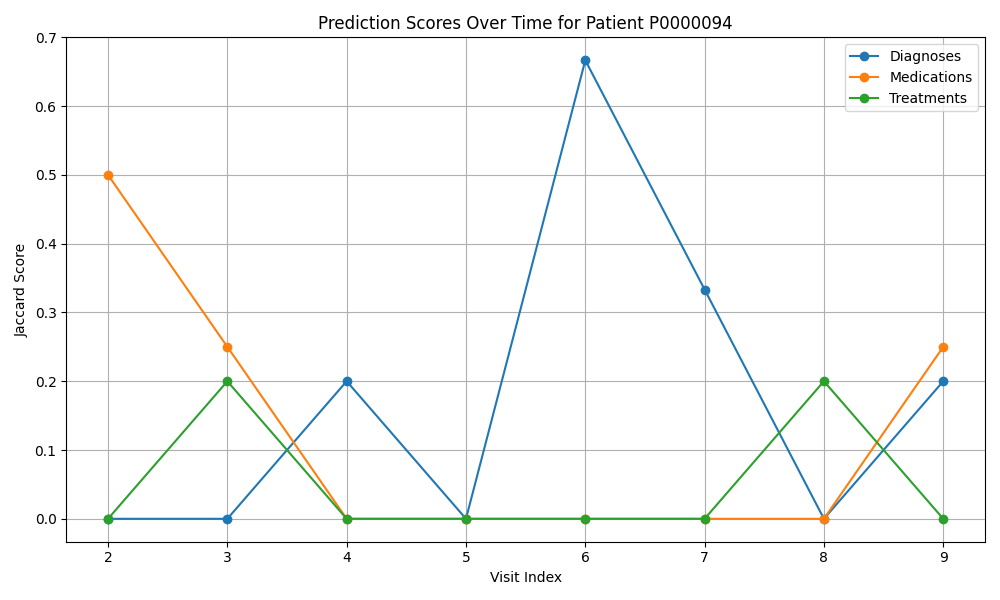 Prediction Scores Over Time for Patient P0000094
Diagnoses
Medications
Treatments
0.7
0.6
0.5
0.4
0.3
0.2
0.1
0.0
Jaccard Score
2 3 4 5 6 7 8 9
Visit Index